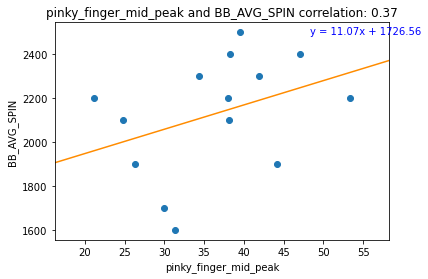 pinky_finger_mid_peak and BB_AVG_SPIN correlation: 0.37
y = 11.07x + 1726.56
BB_AVG_SPIN
2400
2200
2000
1800
1600
20 25 30 35 40 45 50 55
pinky_finger_mid_peak